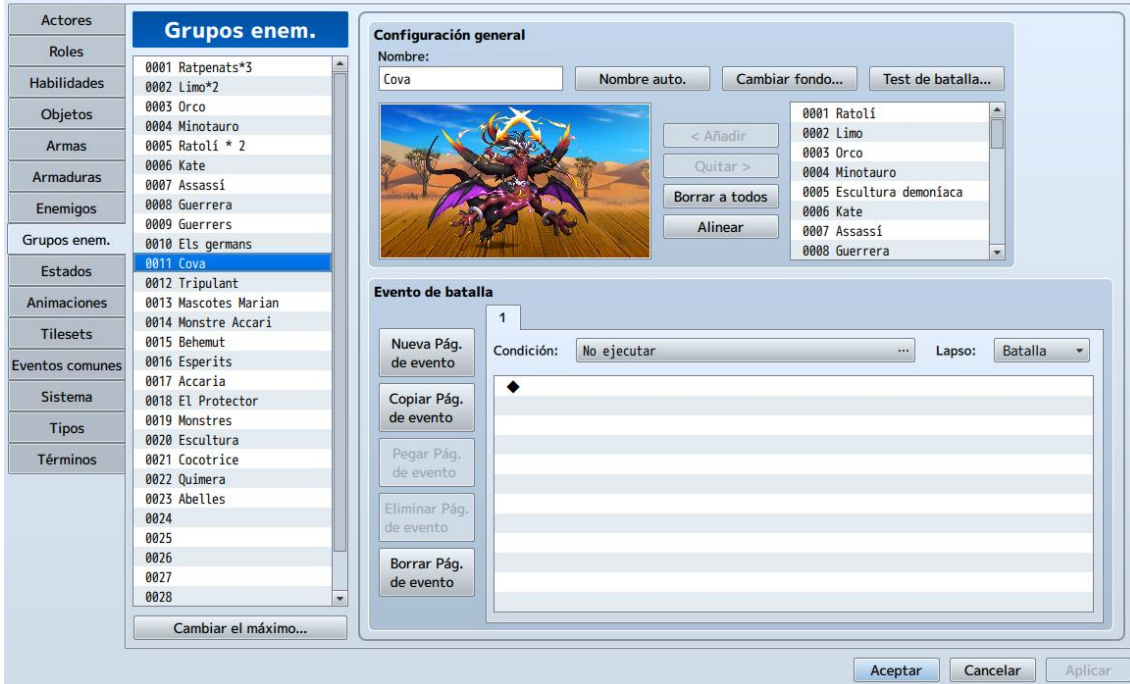 Actores
Roles
Habilidades
Objetos
Armas
Armaduras
Enemigos
Grupos enem.
Estados
Animaciones
Tilesets
Eventos comunes
Sistema
Tipos
Términos
Grupos enem.
0001 Ratpenats*3
0002 Limo*2
0003 Orco
0004 Minotauro
0005 Ratolí * 2
0006 Kate
0007 Assassí
0008 Guerrera
0009 Guerrers
0010 Els germans
0011 Cova
0012 Tripulant
0013 Mascotes Marian
0014 Monstre Accari
0015 Behemut
0016 Esperits
0017 Accaria
0018 El Protector
0019 Monstres
0020 Escultura
0021 Cocotrice
0022 Quimera
0023 Abelles
0024
0025
0026
0027
0028
Cambiar el máximo...
Configuración general
Nombre:
Cova
Nombre auto.
Cambiar fondo...
Test de batalla...
< Añadir
Quitar >
Borrar a todos
Alinear
0001 Ratolí
0002 Limo
0003 Orco
0004 Minotauro
0005 Escultura demoníaca
0006 Kate
0007 Assassí
0008 Guerrera
Evento de batalla
Nueva Pág.
de evento
Copiar Pág.
de evento
Pegar Pág.
de evento
Eliminar Pág.
de evento
Borrar Pág.
de evento
1
Condición: No ejecutar ... Lapso: Batalla
Aceptar
Cancelar
Aplicar